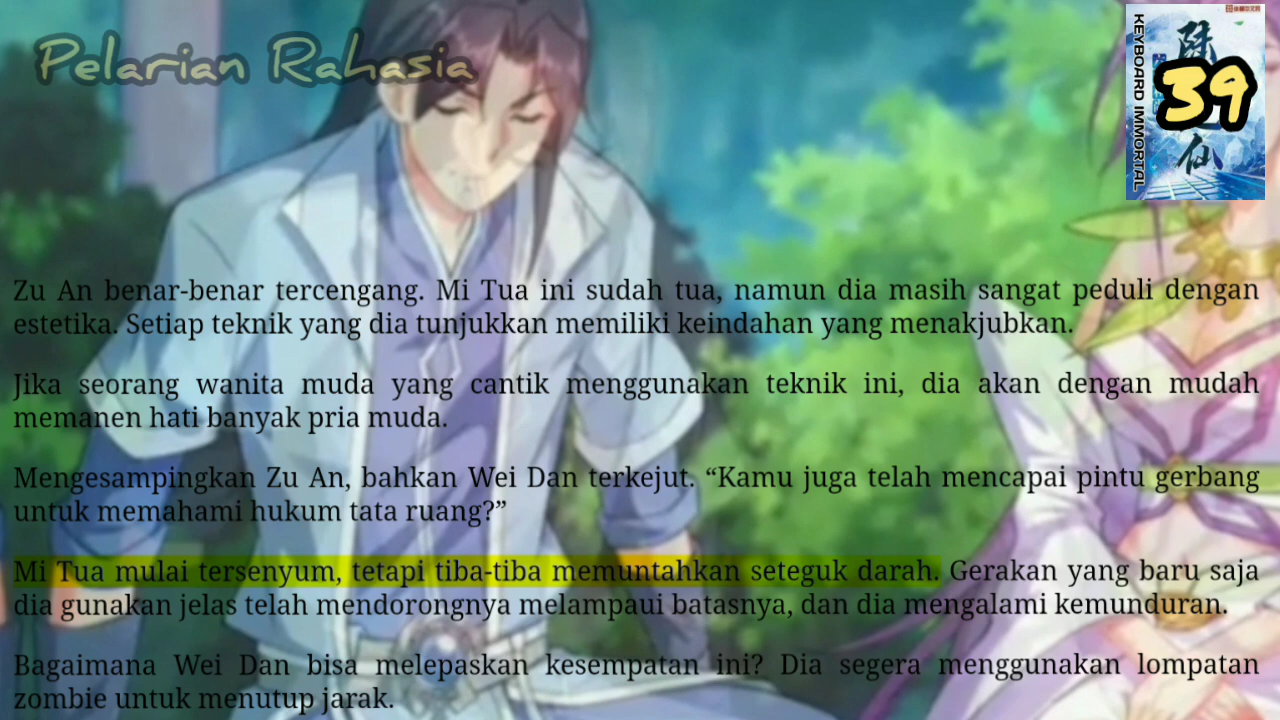 Pelarian Rahasia
KEYBOARD IMMORTAL
39
Zu An benar-benar tercengang. Mi Tua ini sudah tua, namun dia masih sangat peduli dengan
estetika. Setiap teknik yang dia tunjukkan memiliki keindahan yang menakjubkan.
Jika seorang wanita muda yang cantik menggunakan teknik ini, dia akan dengan mudah
memanen hati banyak pria muda.
Mengesampingkan Zu An, bahkan Wei Dan terkejut. “Kamu juga telah mencapai pintu gerbang
untuk memahami hukum tata ruang?”
Mi Tua mulai tersenyum, tetapi tiba-tiba memuntahkan seteguk darah. Gerakan yang baru saja
dia gunakan jelas telah mendorongnya melampaui batasnya, dan dia mengalami kemunduran.
Bagaimana Wei Dan bisa melepaskan kesempatan ini? Dia segera menggunakan lompatan
zombie untuk menutup jarak.